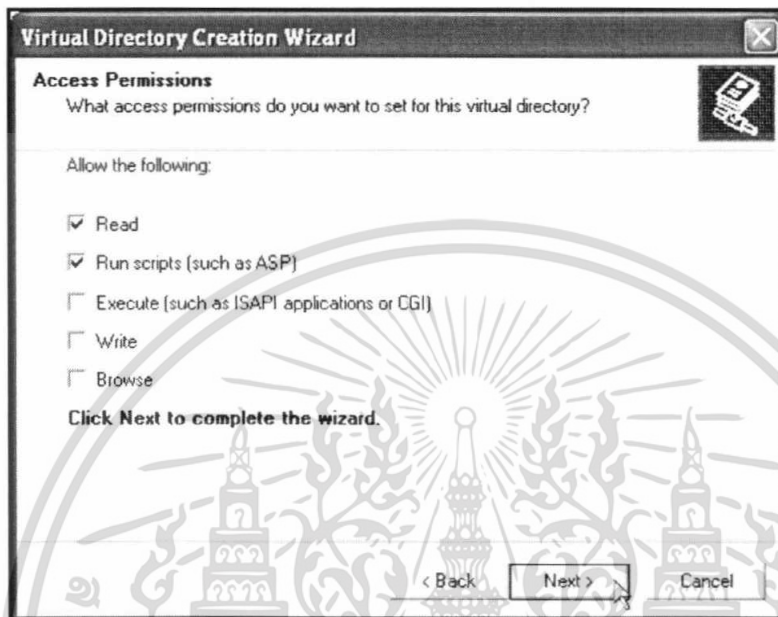 Virtual Directory Creation Wizard
Access Permissions
What access permissions do you want to set for this virtual directory?
Allow the following:
Read
Run scripts (such as ASP)
Execute (such as ISAPI applications or CGI)
Write
Browse
Click Next to complete the wizard.
< Back Next > Cancel